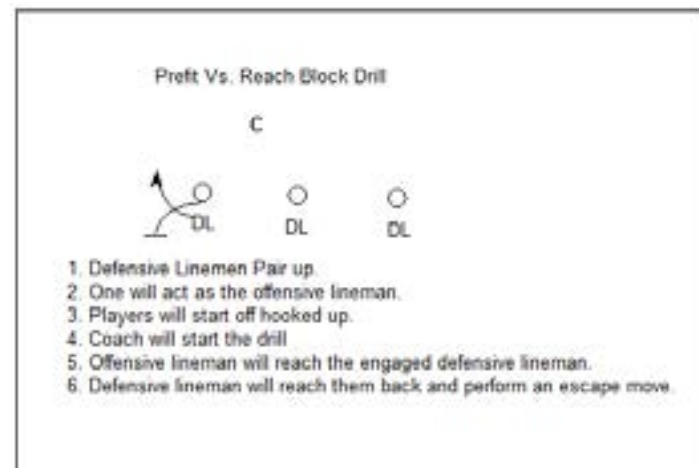 Prefit Vs. Reach Block Drill
C
DL DL DL
1. Defensive Linemen Pair up.
2. One will act as the offensive lineman.
3. Players will start off hooked up.
4. Coach will start the drill
5. Offensive lineman will reach the engaged defensive lineman.
6. Defensive lineman will reach them back and perform an escape move.